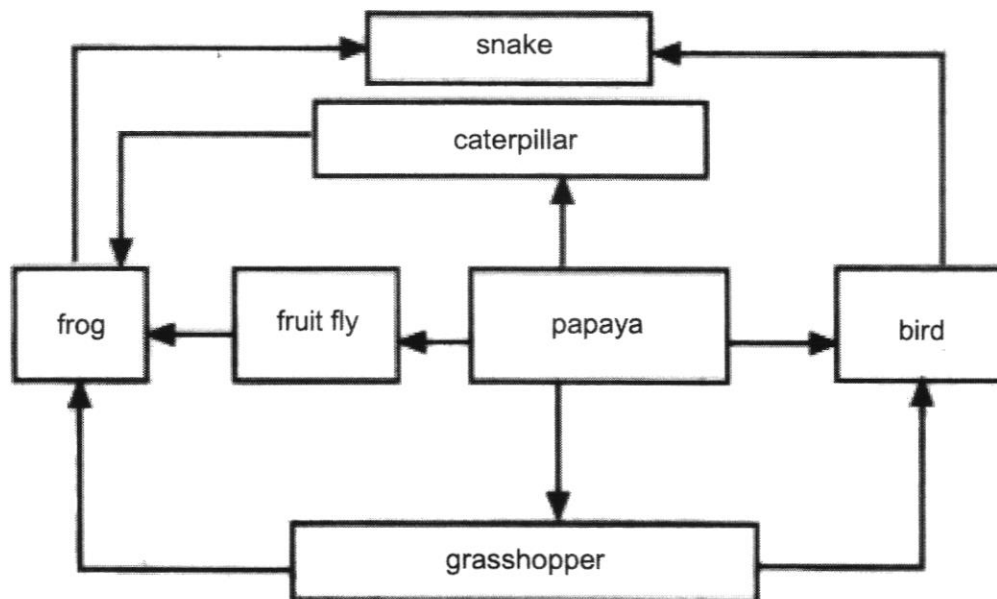 snake
caterpillar
frog
fruit fly
papaya
bird
grasshopper